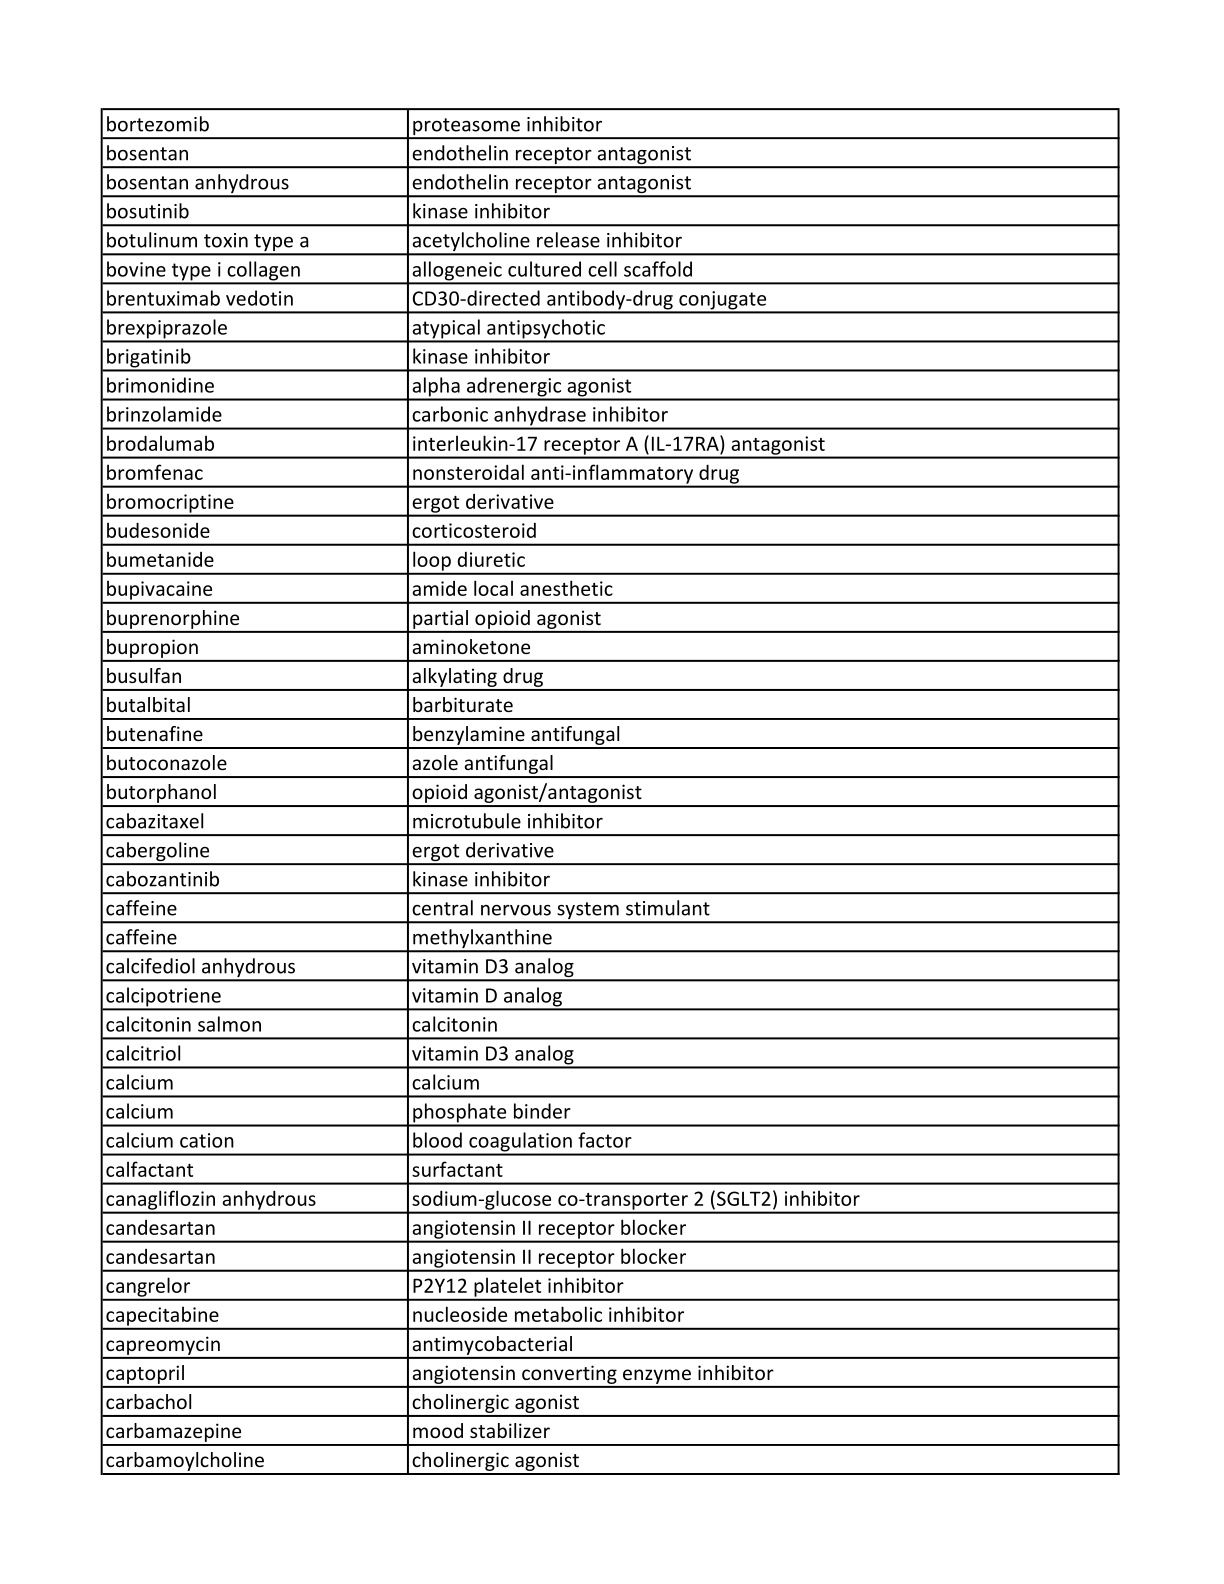 bortezomib proteasome inhibitor
bosentan endothelin receptor antagonist
bosentan anhydrous endothelin receptor antagonist
bosutinib kinase inhibitor
botulinum toxin type a acetylcholine release inhibitor
bovine type i collagen allogeneic cultured cell scaffold
brentuximab vedotin CD30-directed antibody-drug conjugate
brexpiprazole atypical antipsychotic
brigatinib kinase inhibitor
brimonidine alpha adrenergic agonist
brinzolamide carbonic anhydrase inhibitor
brodalumab interleukin-17 receptor A (IL-17RA) antagonist
bromfenac nonsteroidal anti-inflammatory drug
bromocriptine ergot derivative
budesonide corticosteroid
bumetanide loop diuretic
bupivacaine amide local anesthetic
buprenorphine partial opioid agonist
bupropion aminoketone
busulfan alkylating drug
butalbital barbiturate
butenafine benzylamine antifungal
butoconazole azole antifungal
butorphanol opioid agonist/antagonist
cabazitaxel microtubule inhibitor
cabergoline ergot derivative
cabozantinib kinase inhibitor
caffeine central nervous system stimulant
caffeine methylxanthine
calcifediol anhydrous vitamin D3 analog
calcipotriene vitamin D analog
calcitonin salmon calcitonin
calcitriol vitamin D3 analog
calcium calcium
calcium phosphate binder
calcium cation blood coagulation factor
calfactant surfactant
canagliflozin anhydrous sodium-glucose co-transporter 2 (SGLT2) inhibitor
candesartan angiotensin II receptor blocker
candesartan angiotensin II receptor blocker
cangrelor P2Y12 platelet inhibitor
capecitabine nucleoside metabolic inhibitor
capreomycin antimycobacterial
captopril angiotensin converting enzyme inhibitor
carbachol cholinergic agonist
carbamazepine mood stabilizer
carbamoylcholine cholinergic agonist